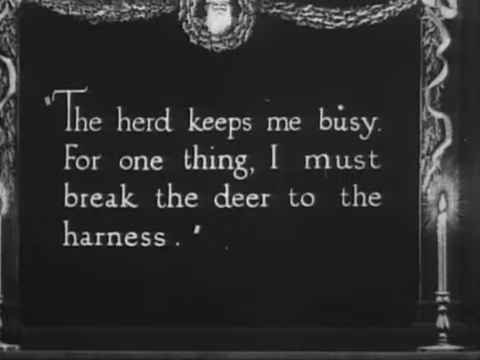 "The herd keeps me busy.
For one thing, I must
break the deer to the
harness."